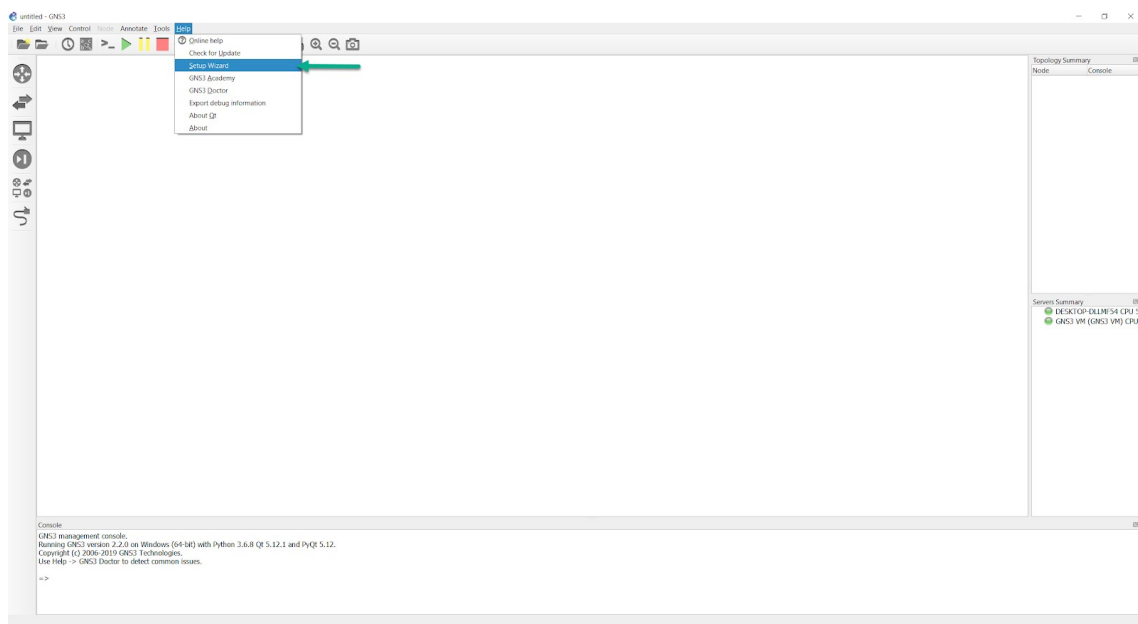 untitled - GNS3
File Edit View Control Node Annotate Tools Help
Online help
Check for Update
Setup Wizard
GNS3 Academy
GNS3 Doctor
Export debug information
About Qt
About
Topology Summary
Node Console
Servers Summary
DESKTOP-DLLMF54 CPU 5
GNS3 VM (GNS3 VM) CPU
Console
GNS3 management console.
Running GNS3 version 2.2.0 on Windows (64-bit) with Python 3.6.8 Qt 5.12.1 and PyQt 5.12.
Copyright (c) 2006-2019 GNS3 Technologies.
Use Help -> GNS3 Doctor to detect common issues.
=>